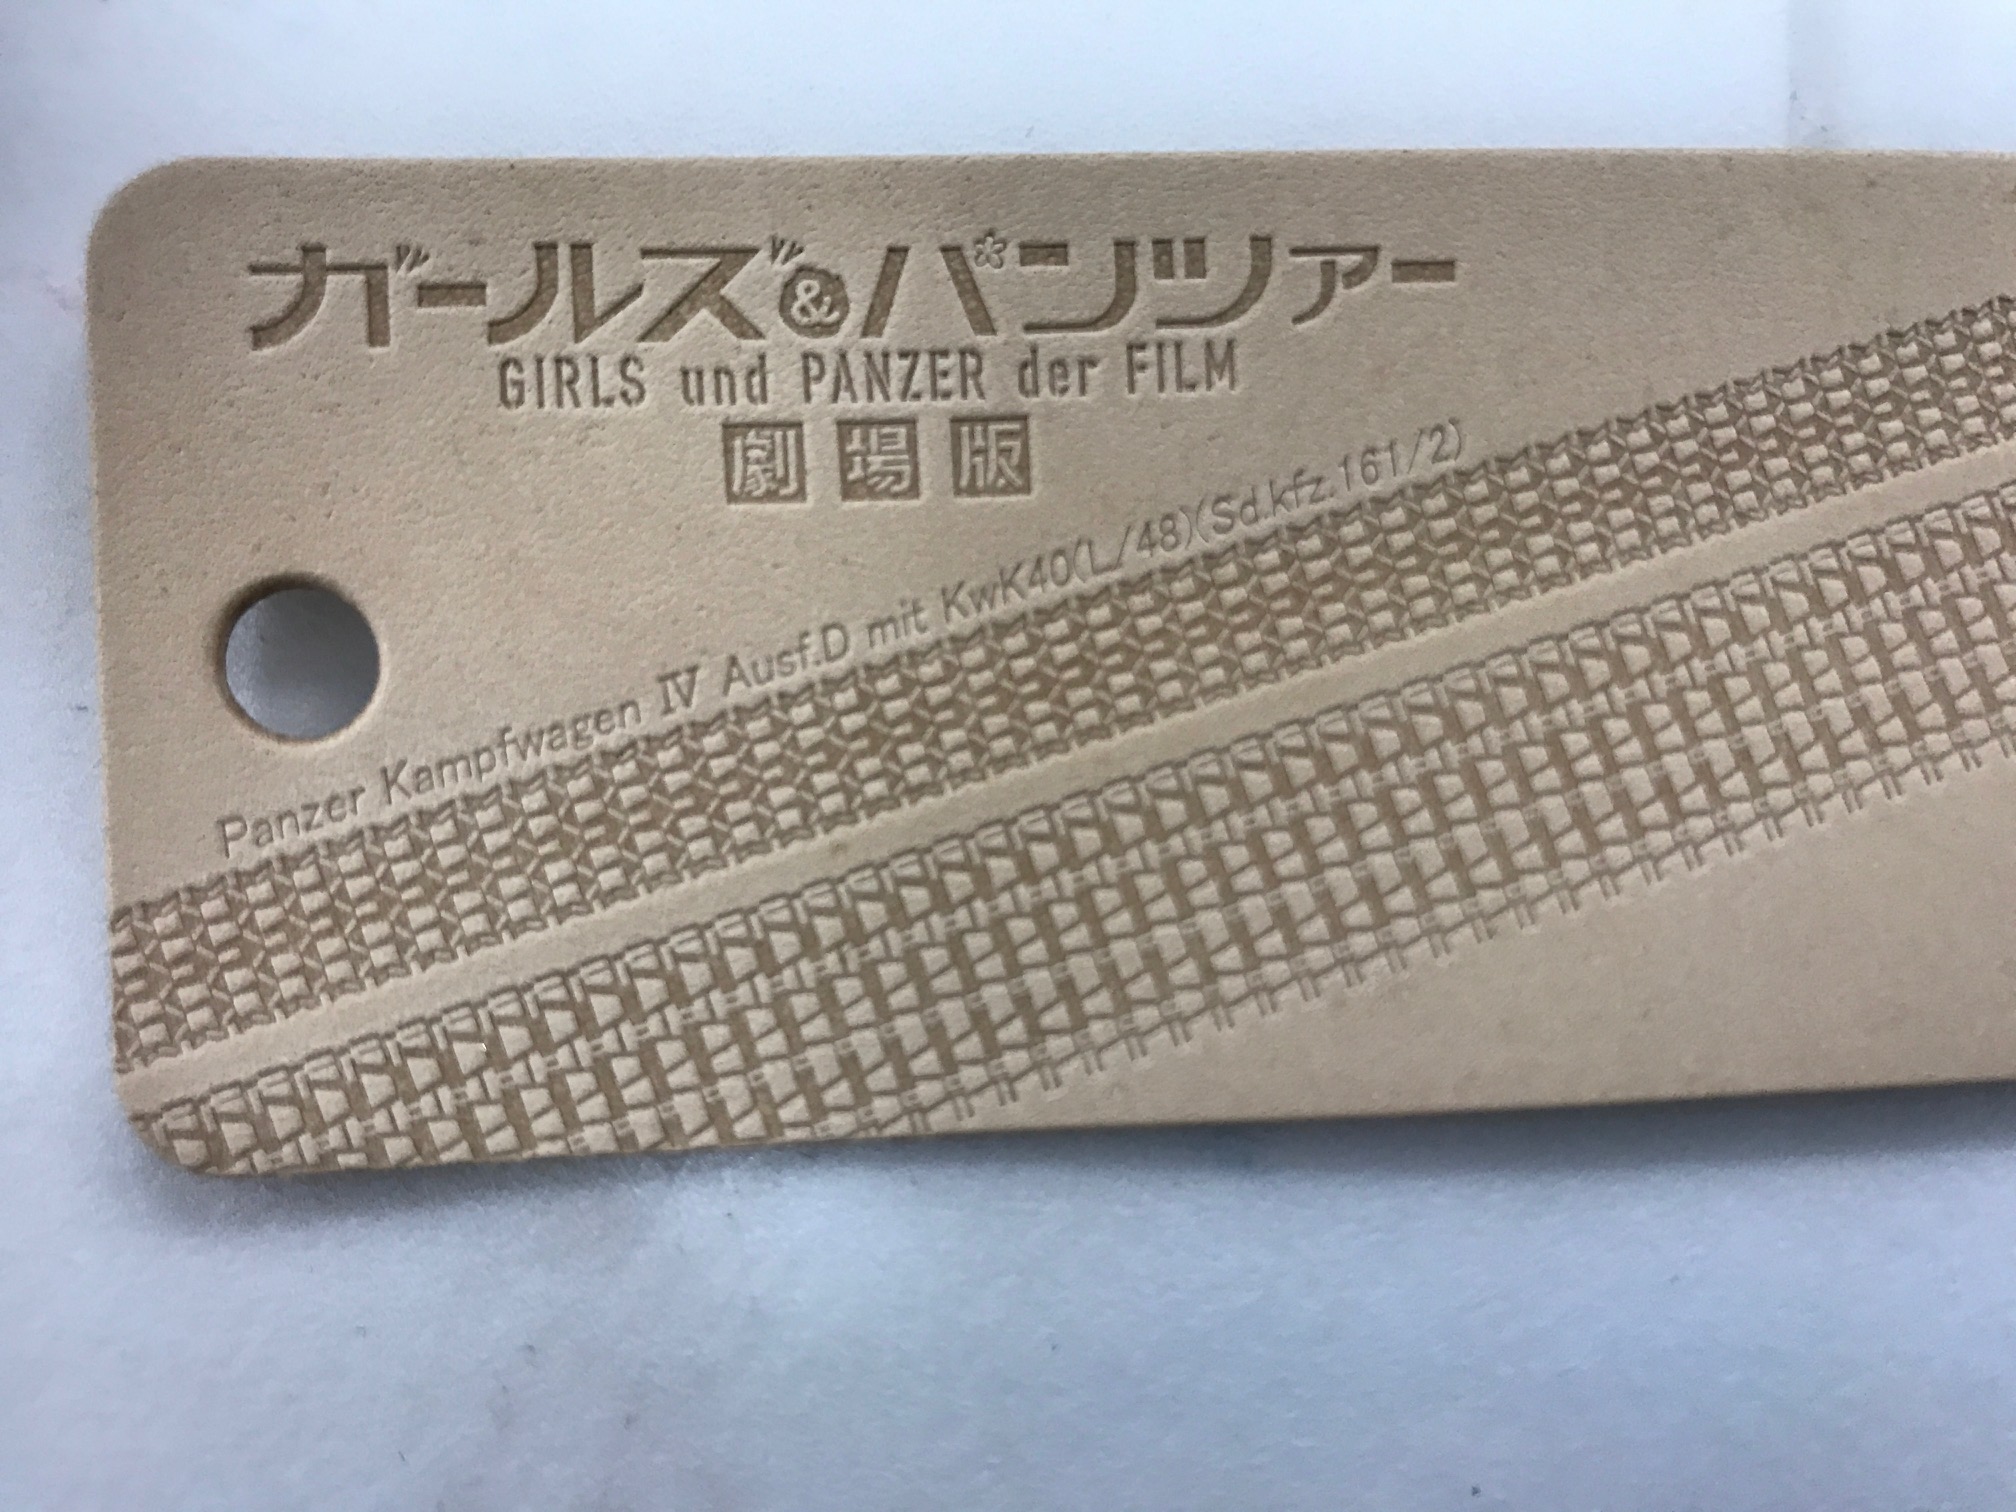 ガールズ&パンツァー
GIRLS und PANZER der FILM
劇場版
Panzer Kampfwagen Ⅳ Ausf.D mit KwK40(L/48)(Sd.kfz.161/2)